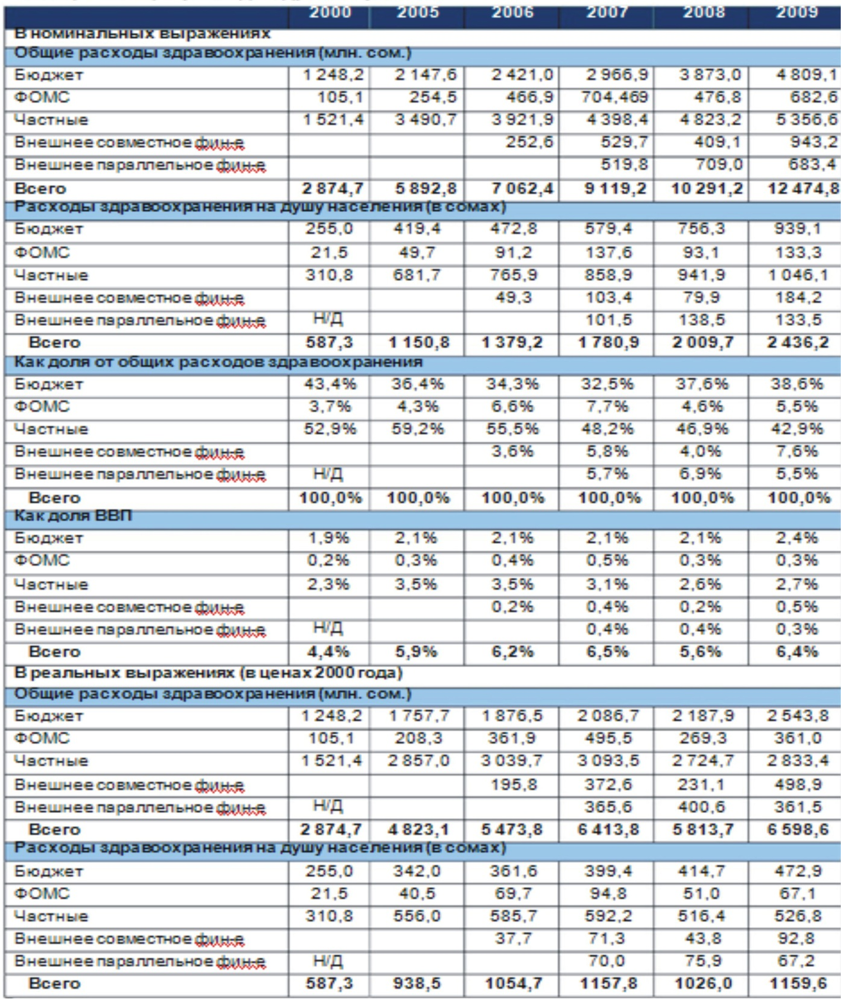 2000 2005 2006 2007 2008 2009
В номинальных выражениях
Общие расходы здравоохранения (млн. сом.)
Бюджет 1 248,2 2 147,6 2 421,0 2 966,9 3 873,0 4 809,1
ФОМС 105,1 254,5 466,9 704,469 476,8 682,6
Частные 1 521,4 3 490,7 3 921,9 4 398,4 4 823,2 5 356,6
Внешнее совместное фин-е 252,6 529,7 409,1 943,2
Внешнее параллельное фин-е 519,8 709,0 683,4
Всего 2 874,7 5 892,8 7 062,4 9 119,2 10 291,2 12 474,8
Расходы здравоохранения на душу населения (в сомах)
Бюджет 255,0 419,4 472,8 579,4 756,3 939,1
ФОМС 21,5 49,7 91,2 137,6 93,1 133,3
Частные 310,8 681,7 765,9 858,9 941,9 1 046,1
Внешнее совместное фин-е 49,3 103,4 79,9 184,2
Внешнее параллельное фин-е Н/Д 101,5 138,5 133,5
Всего 587,3 1 150,8 1 379,2 1 780,9 2 009,7 2 436,2
Как доля от общих расходов здравоохранения
Бюджет 43,4% 36,4% 34,3% 32,5% 37,6% 38,6%
ФОМС 3,7% 4,3% 6,6% 7,7% 4,6% 5,5%
Частные 52,9% 59,2% 55,5% 48,2% 46,9% 42,9%
Внешнее совместное фин-е 3,6% 5,8% 4,0% 7,6%
Внешнее параллельное фин-е Н/Д 5,7% 6,9% 5,5%
Всего 100,0% 100,0% 100,0% 100,0% 100,0% 100,0%
Как доля ВВП
Бюджет 1,9% 2,1% 2,1% 2,1% 2,1% 2,4%
ФОМС 0,2% 0,3% 0,4% 0,5% 0,3% 0,3%
Частные 2,3% 3,5% 3,5% 3,1% 2,6% 2,7%
Внешнее совместное фин-е 0,2% 0,4% 0,2% 0,5%
Внешнее параллельное фин-е Н/Д 0,4% 0,4% 0,3%
Всего 4,4% 5,9% 6,2% 6,5% 5,6% 6,4%
В реальных выражениях (в ценах 2000 года)
Общие расходы здравоохранения (млн. сом.)
Бюджет 1 248,2 1 757,7 1 876,5 2 086,7 2 187,9 2 543,8
ФОМС 105,1 208,3 361,9 495,5 269,3 361,0
Частные 1 521,4 2 857,0 3 039,7 3 093,5 2 724,7 2 833,4
Внешнее совместное фин-е 195,8 372,6 231,1 498,9
Внешнее параллельное фин-е Н/Д 365,6 400,6 361,5
Всего 2 874,7 4 823,1 5 473,8 6 413,8 5 813,7 6 598,6
Расходы здравоохранения на душу населения (в сомах)
Бюджет 255,0 342,0 361,6 399,4 414,7 472,9
ФОМС 21,5 40,5 69,7 94,8 51,0 67,1
Частные 310,8 556,0 585,7 592,2 516,4 526,8
Внешнее совместное фин-е 37,7 71,3 43,8 92,8
Внешнее параллельное фин-е Н/Д 70,0 75,9 67,2
Всего 587,3 938,5 1054,7 1157,8 1026,0 1159,6